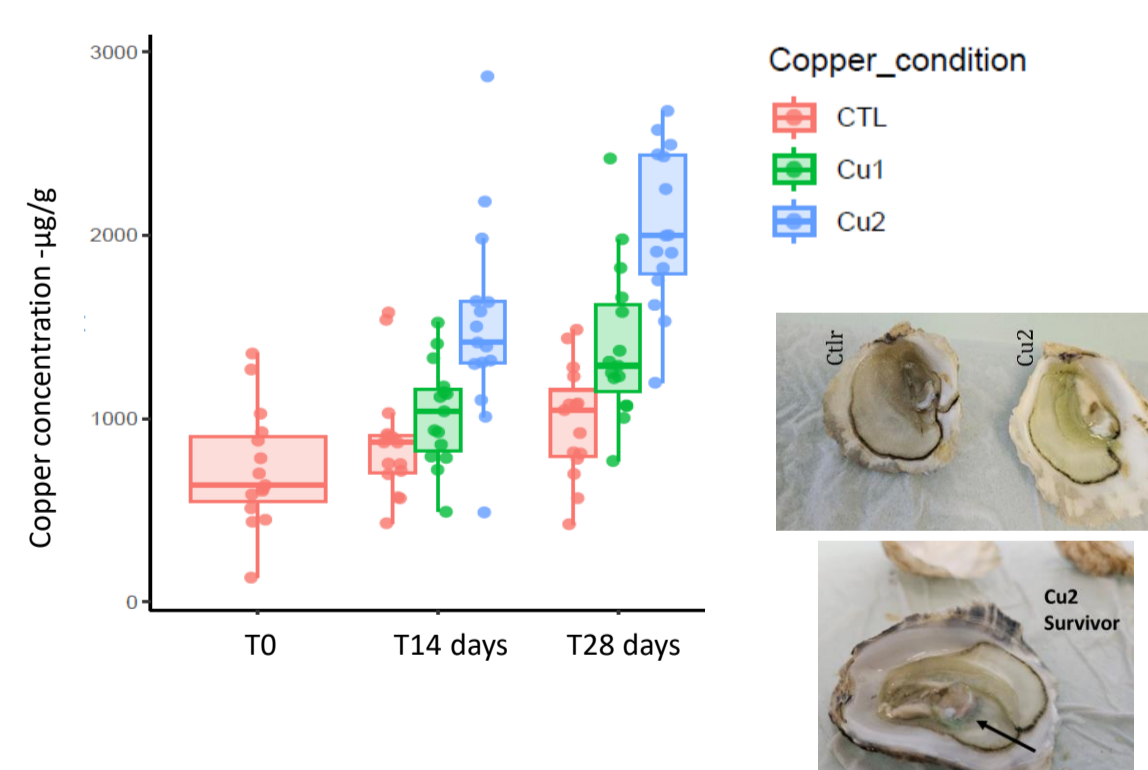 Copper concentration -µg/g
3000
2000
1000
0
T0
T14 days
T28 days
Copper_condition
CTL
Cu1
Cu2
Ctlr
Cu2
Cu2
Survivor